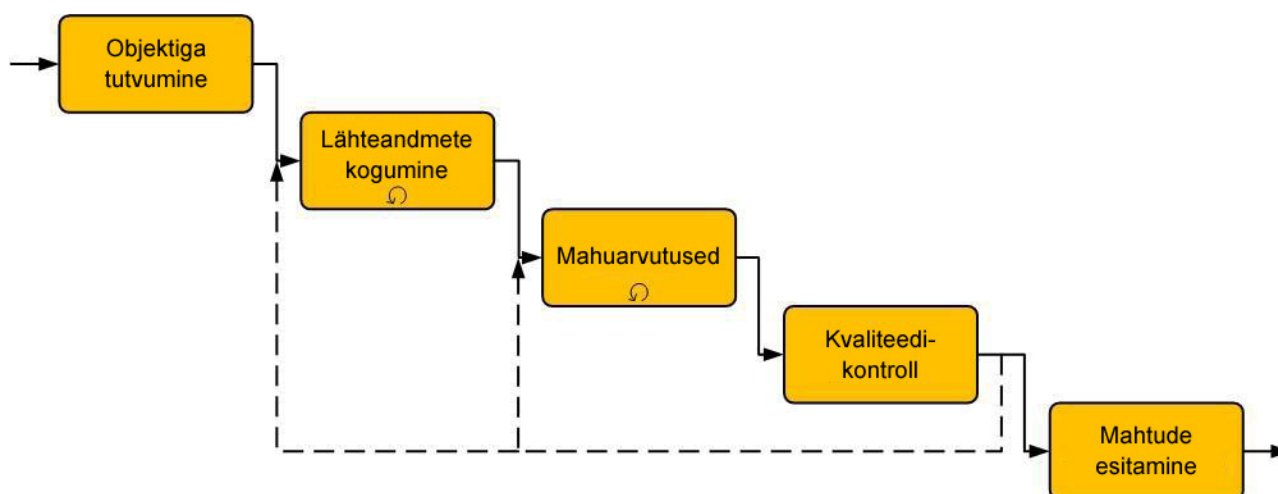 Objektiga
tutvumine
Lähteandmete
kogumine
Mahuarvutused
Kvaliteedi-
kontroll
Mahtude
esitamine